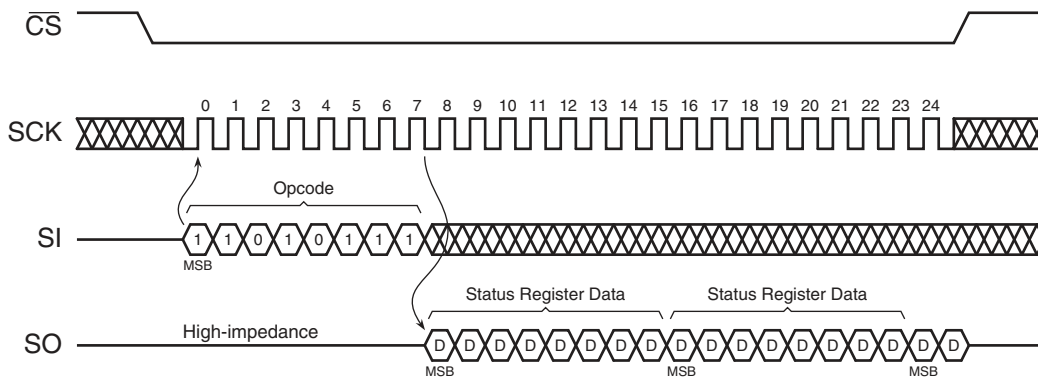 CS
0 1 2 3 4 5 6 7 8 9 10 11 12 13 14 15 16 17 18 19 20 21 22 23 24
SCK
Opcode
SI 1 1 0 1 0 1 1 1
MSB
Status Register Data Status Register Data
High-impedance
SO D D D D D D D D D D D D D D D D D D
MSB MSB MSB